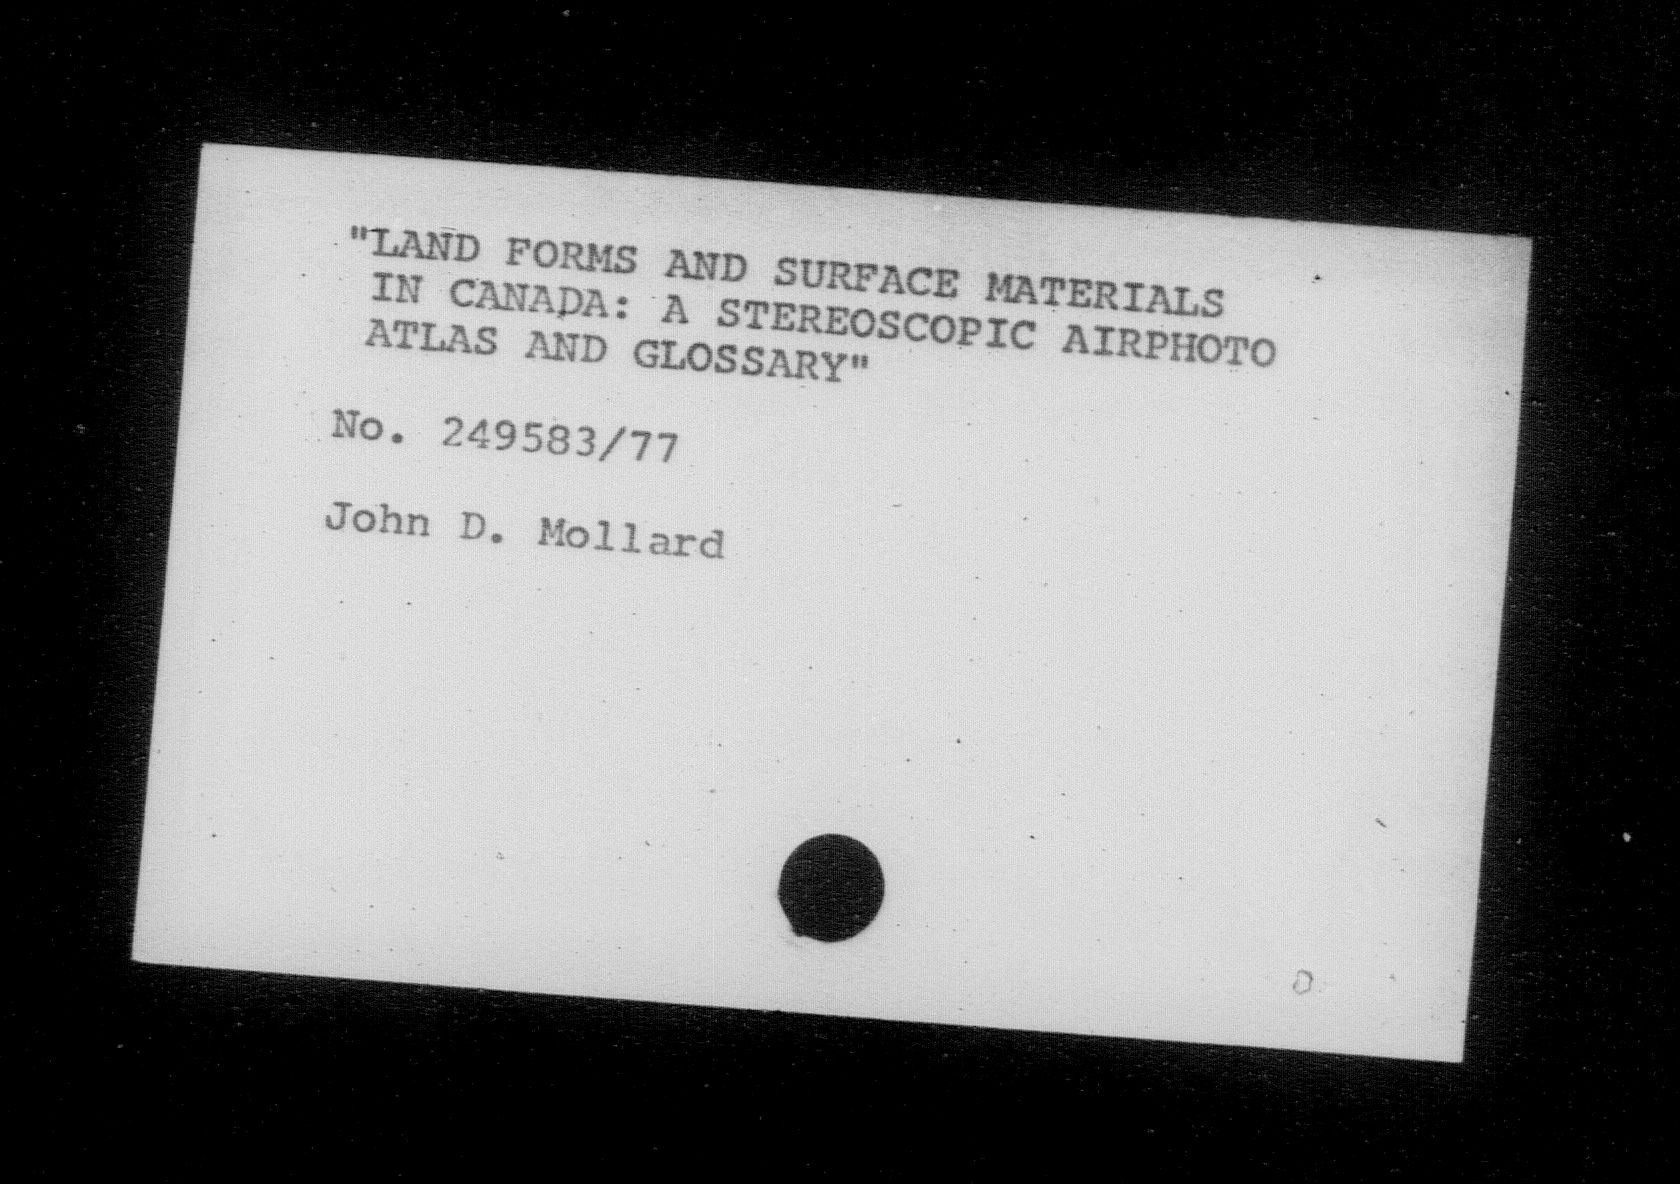 "LAND FORMS AND SURFACE MATERIALS
IN CANADA: A STEREOSCOPIC AIRPHOTO
ATLAS AND GLOSSARY"
No. 249583/77
John D. Mollard